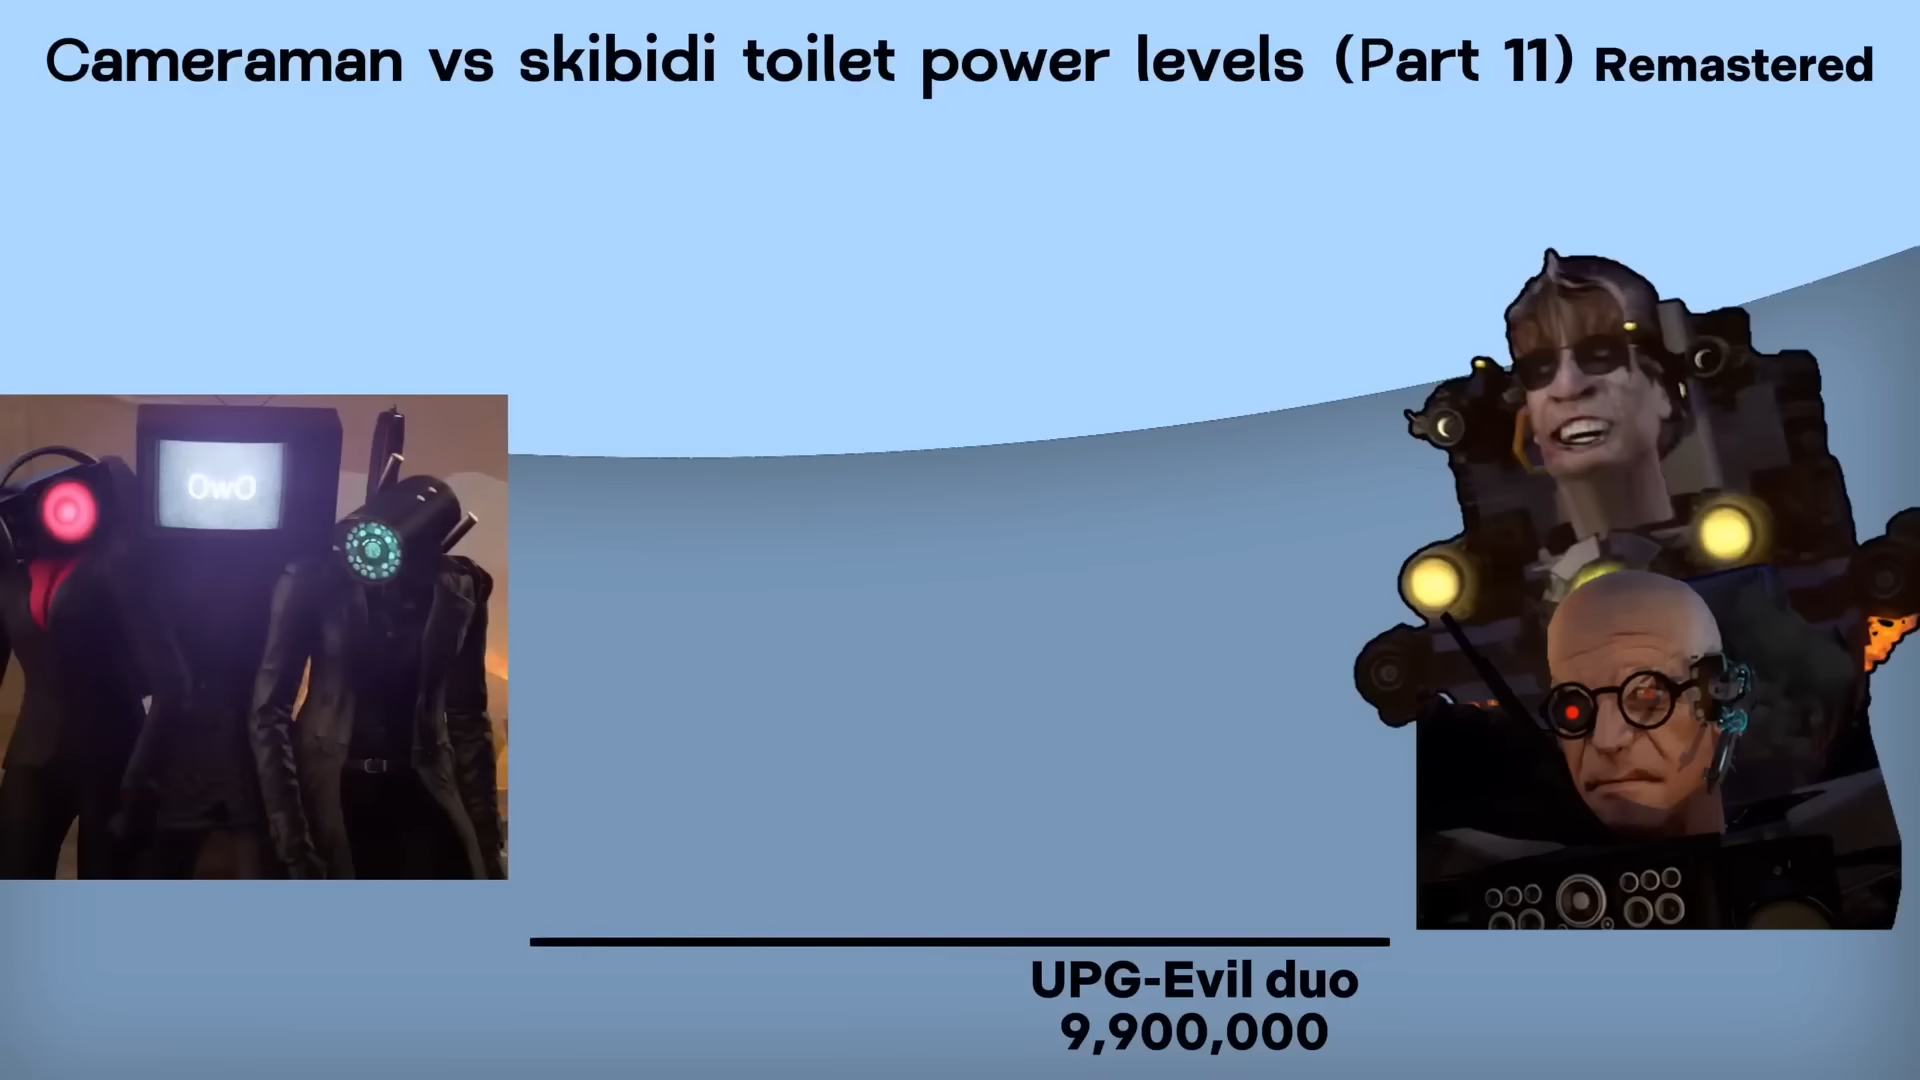 Cameraman vs skibidi toilet power levels (Part 11) Remastered
OwO
UPG-Evil duo
9,900,000